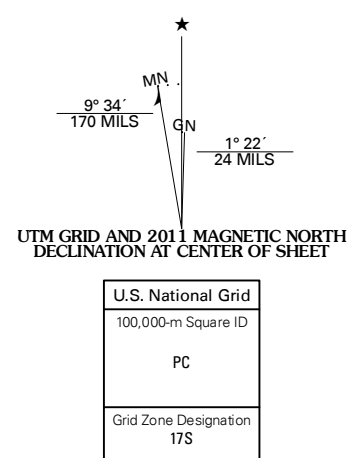 ★
MN
9° 34´
170 MILS
GN
1° 22´
24 MILS
UTM GRID AND 2011 MAGNETIC NORTH
DECLINATION AT CENTER OF SHEET
U.S. National Grid
100,000-m Square ID
PC
Grid Zone Designation
17S